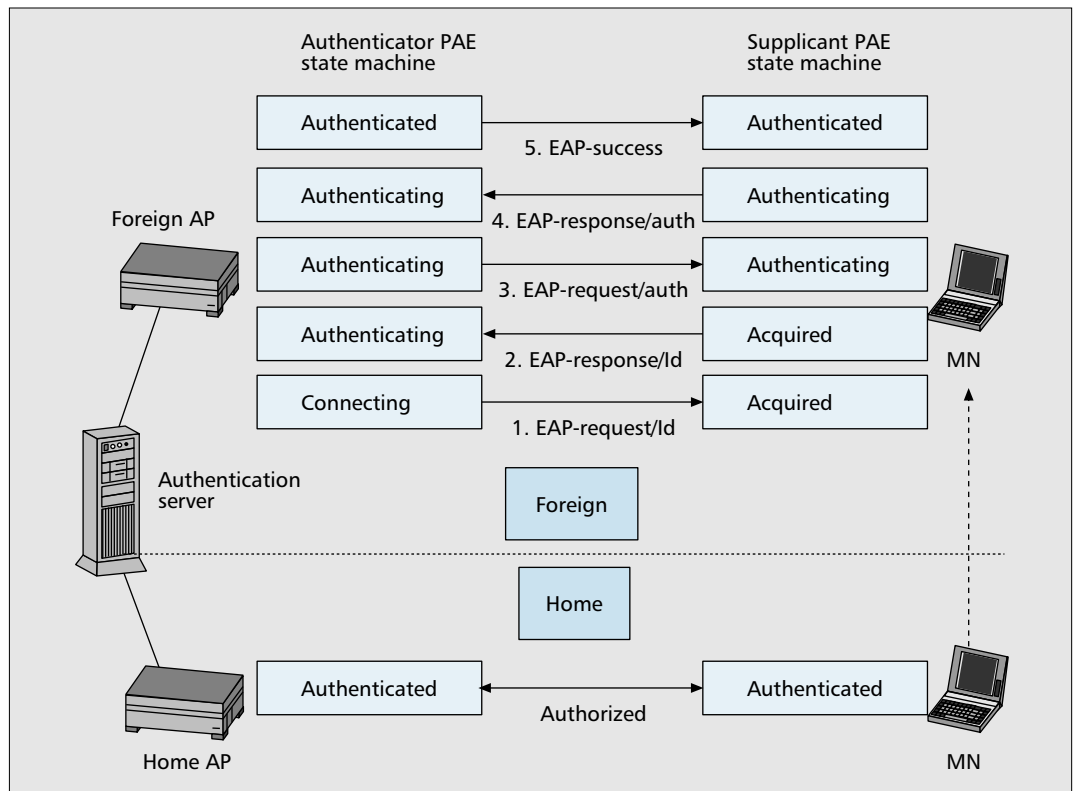 Authenticator PAE
state machine
Supplicant PAE
state machine
Authenticated
Authenticated
5. EAP-success
Authenticating
Authenticating
4. EAP-response/auth
Foreign AP
Authenticating
Authenticating
3. EAP-request/auth
Authenticating
Acquired
2. EAP-response/Id
MN
Connecting
Acquired
1. EAP-request/Id
Authentication
server
Foreign
Home
Authenticated
Authenticated
Authorized
Home AP
MN